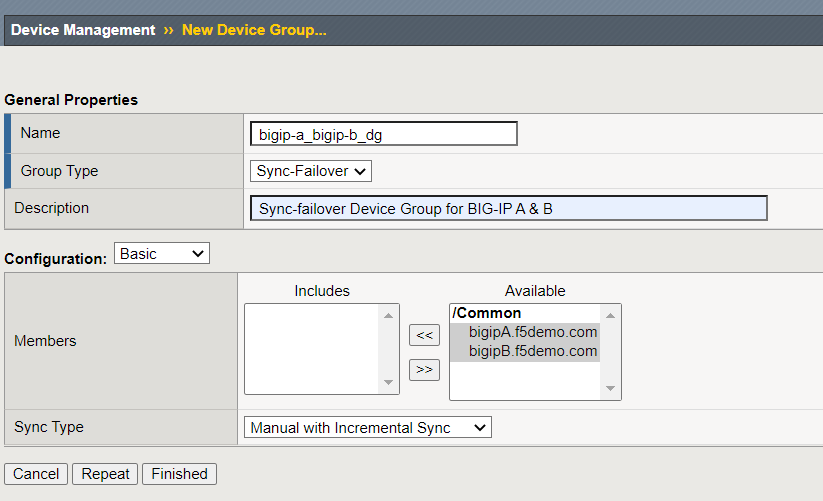 Device Management ›› New Device Group...
General Properties
Name bigip-a_bigip-b_dg
Group Type Sync-Failover
Description Sync-failover Device Group for BIG-IP A & B
Configuration: Basic
Includes Available
/Common
<< bigipA.f5demo.com
Members bigipB.f5demo.com
>>
Sync Type Manual with Incremental Sync
Cancel Repeat Finished